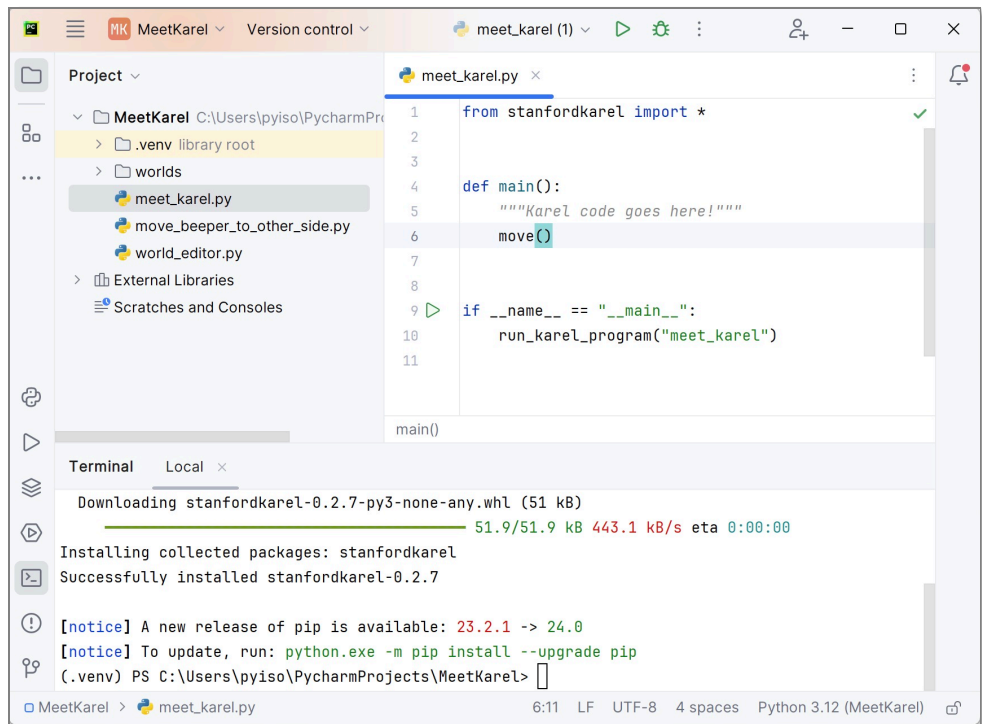 PC
MK MeetKarel Version control meet_karel (1)
Project
MeetKarel C:\Users\pyiso\PycharmPr
.venv library root
worlds
meet_karel.py
move_beeper_to_other_side.py
world_editor.py
External Libraries
Scratches and Consoles
meet_karel.py
1 from stanfordkarel import *
2
3
4 def main():
5     """Karel code goes here!"""
6     move()
7
8
9 if __name__ == "__main__":
10     run_karel_program("meet_karel")
11
main()
Terminal Local
  Downloading stanfordkarel-0.2.7-py3-none-any.whl (51 kB)
51.9/51.9 kB 443.1 kB/s eta 0:00:00
Installing collected packages: stanfordkarel
Successfully installed stanfordkarel-0.2.7
[notice] A new release of pip is available: 23.2.1 -> 24.0
[notice] To update, run: python.exe -m pip install --upgrade pip
(.venv) PS C:\Users\pyiso\PycharmProjects\MeetKarel>
MeetKarel > meet_karel.py 6:11 LF UTF-8 4 spaces Python 3.12 (MeetKarel)